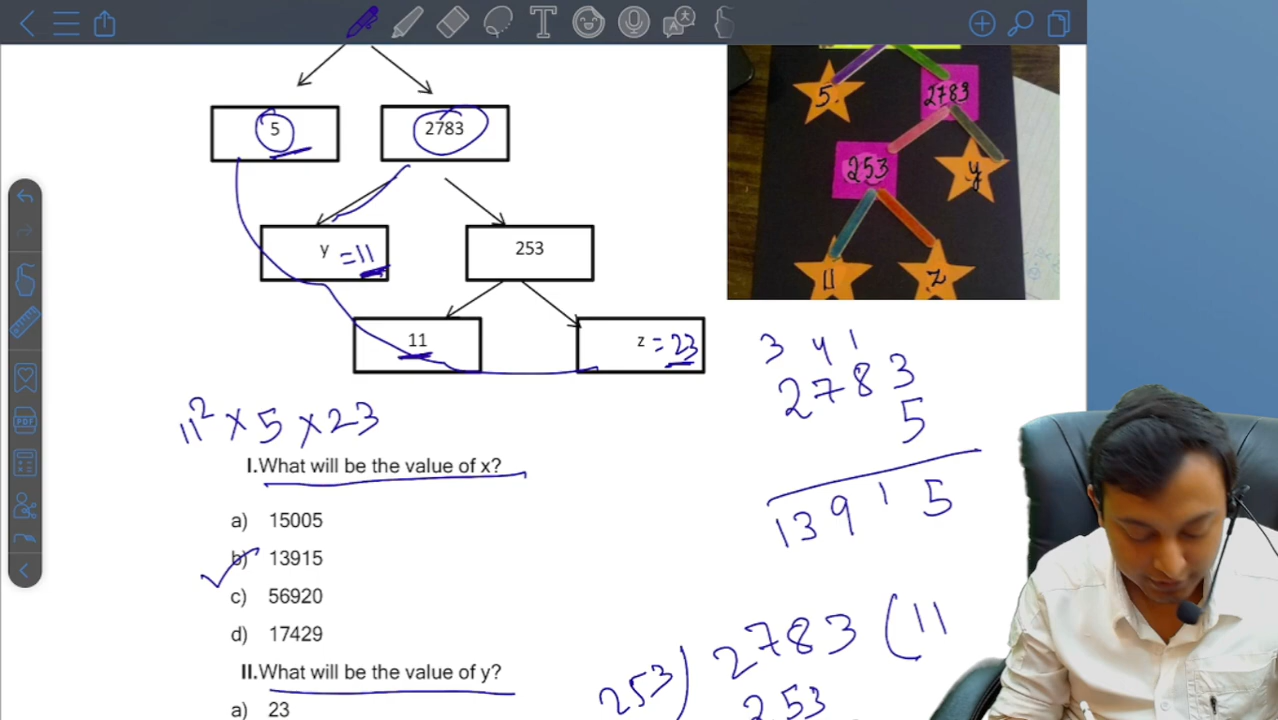 5 2783
y =11 253
11 z =23
11² × 5 × 23
I.What will be the value of x?
a) 15005
b) 13915
c) 56920
d) 17429
II.What will be the value of y?
a) 23
5 2783
253 y
11 z
3 4 1
2783
5
13915
253) 2783 (11
253
T
A
PDF